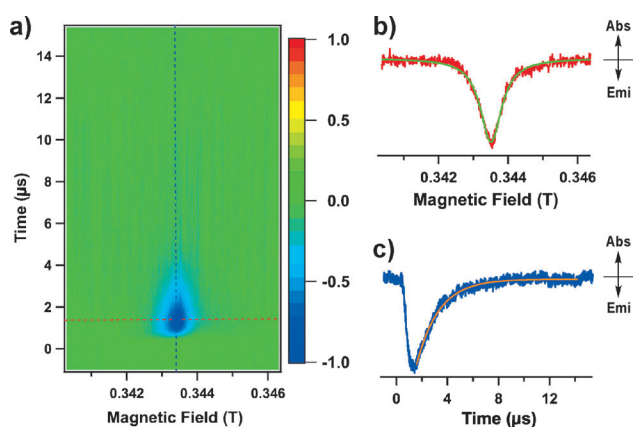 a)
Time (µs)
14
12
10
8
6
4
2
0
0.342
0.344
0.346
Magnetic Field (T)
1.0
0.5
0.0
-0.5
-1.0
b)
Abs
Emi
0.342
0.344
0.346
Magnetic Field (T)
c)
Abs
Emi
0
4
8
12
Time (µs)